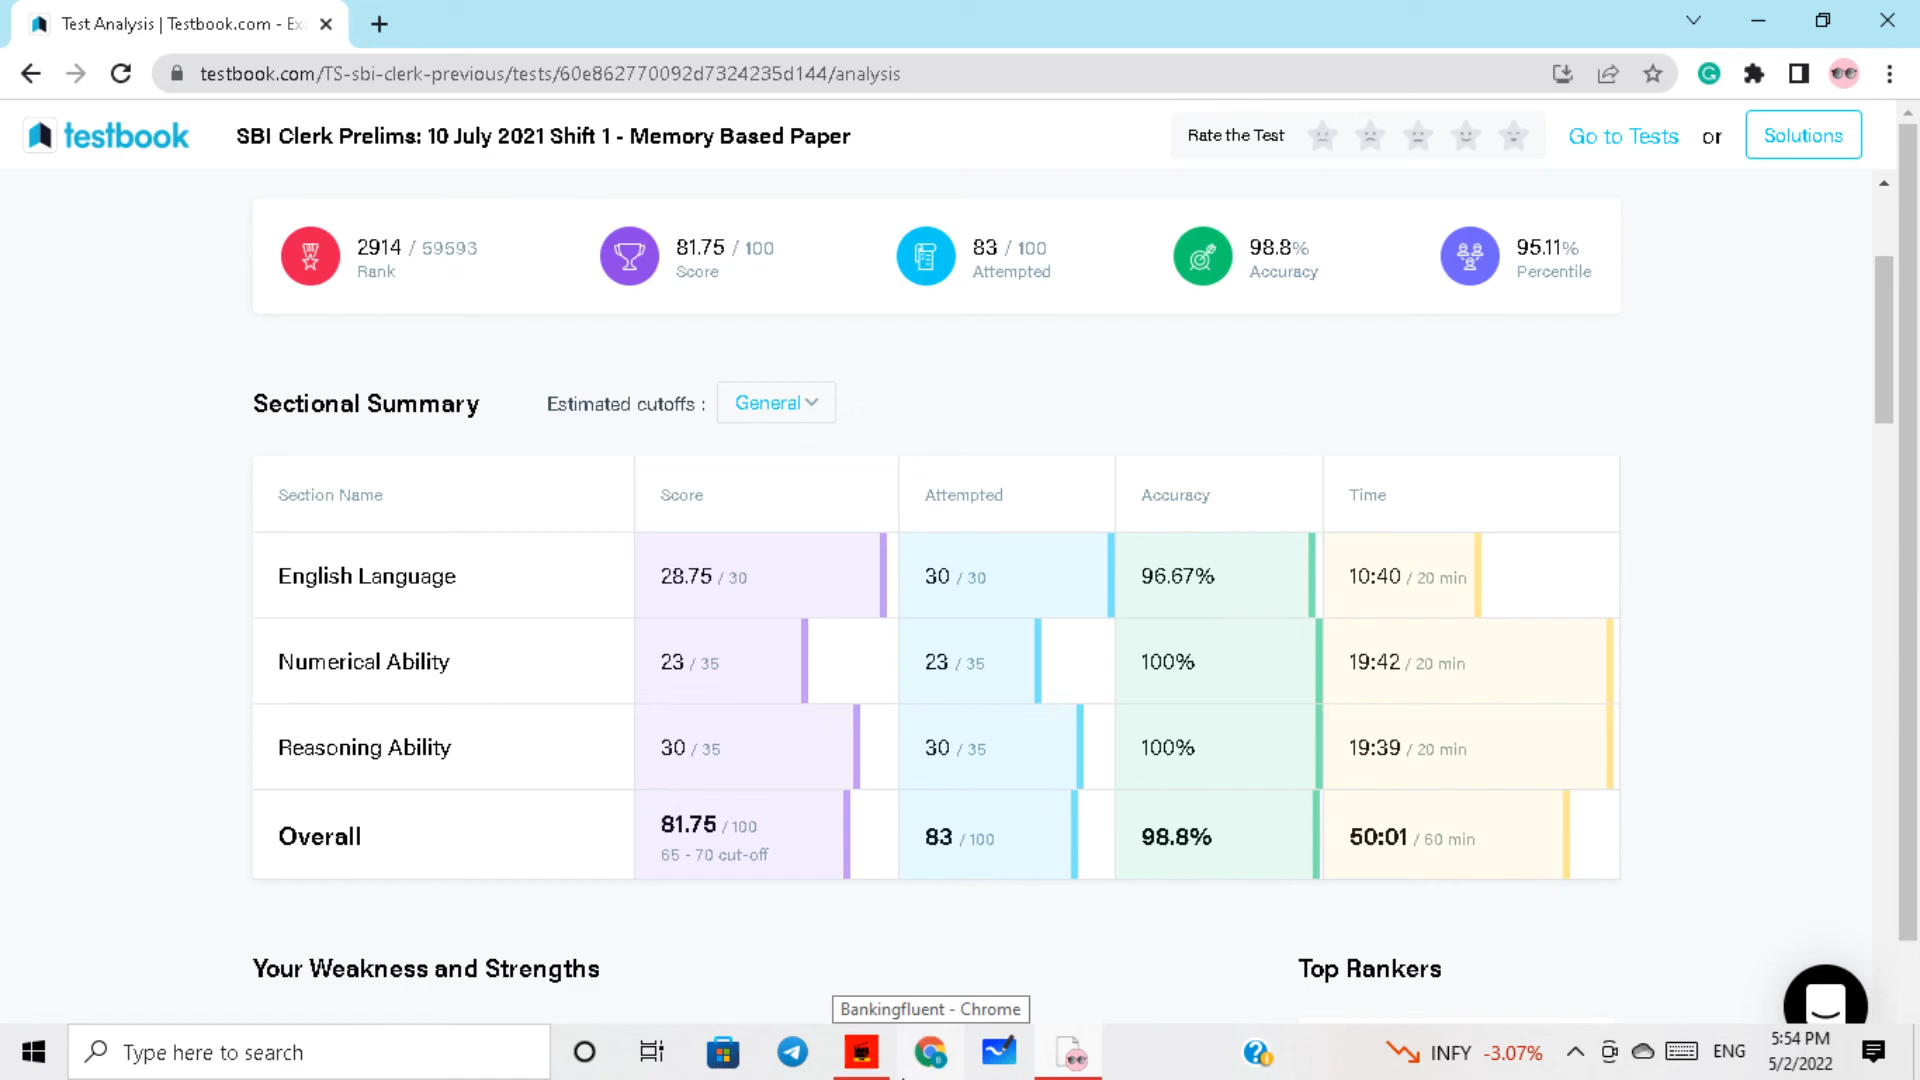 Test Analysis | Testbook.com - Ex
testbook.com/TS-sbi-clerk-previous/tests/60e862770092d7324235d144/analysis
testbook
SBI Clerk Prelims: 10 July 2021 Shift 1 - Memory Based Paper
Rate the Test
Go to Tests or Solutions
2914 / 59593
Rank
81.75 / 100
Score
83 / 100
Attempted
98.8%
Accuracy
95.11%
Percentile
Sectional Summary
Estimated cutoffs : General
Section Name Score Attempted Accuracy Time
English Language 28.75 / 30 30 / 30 96.67% 10:40 / 20 min
Numerical Ability 23 / 35 23 / 35 100% 19:42 / 20 min
Reasoning Ability 30 / 35 30 / 35 100% 19:39 / 20 min
Overall 81.75 / 100 83 / 100 98.8% 50:01 / 60 min
65 - 70 cut-off
Your Weakness and Strengths
Top Rankers
Bankingfluent - Chrome
Type here to search
INFY -3.07%
ENG
5:54 PM
5/2/2022